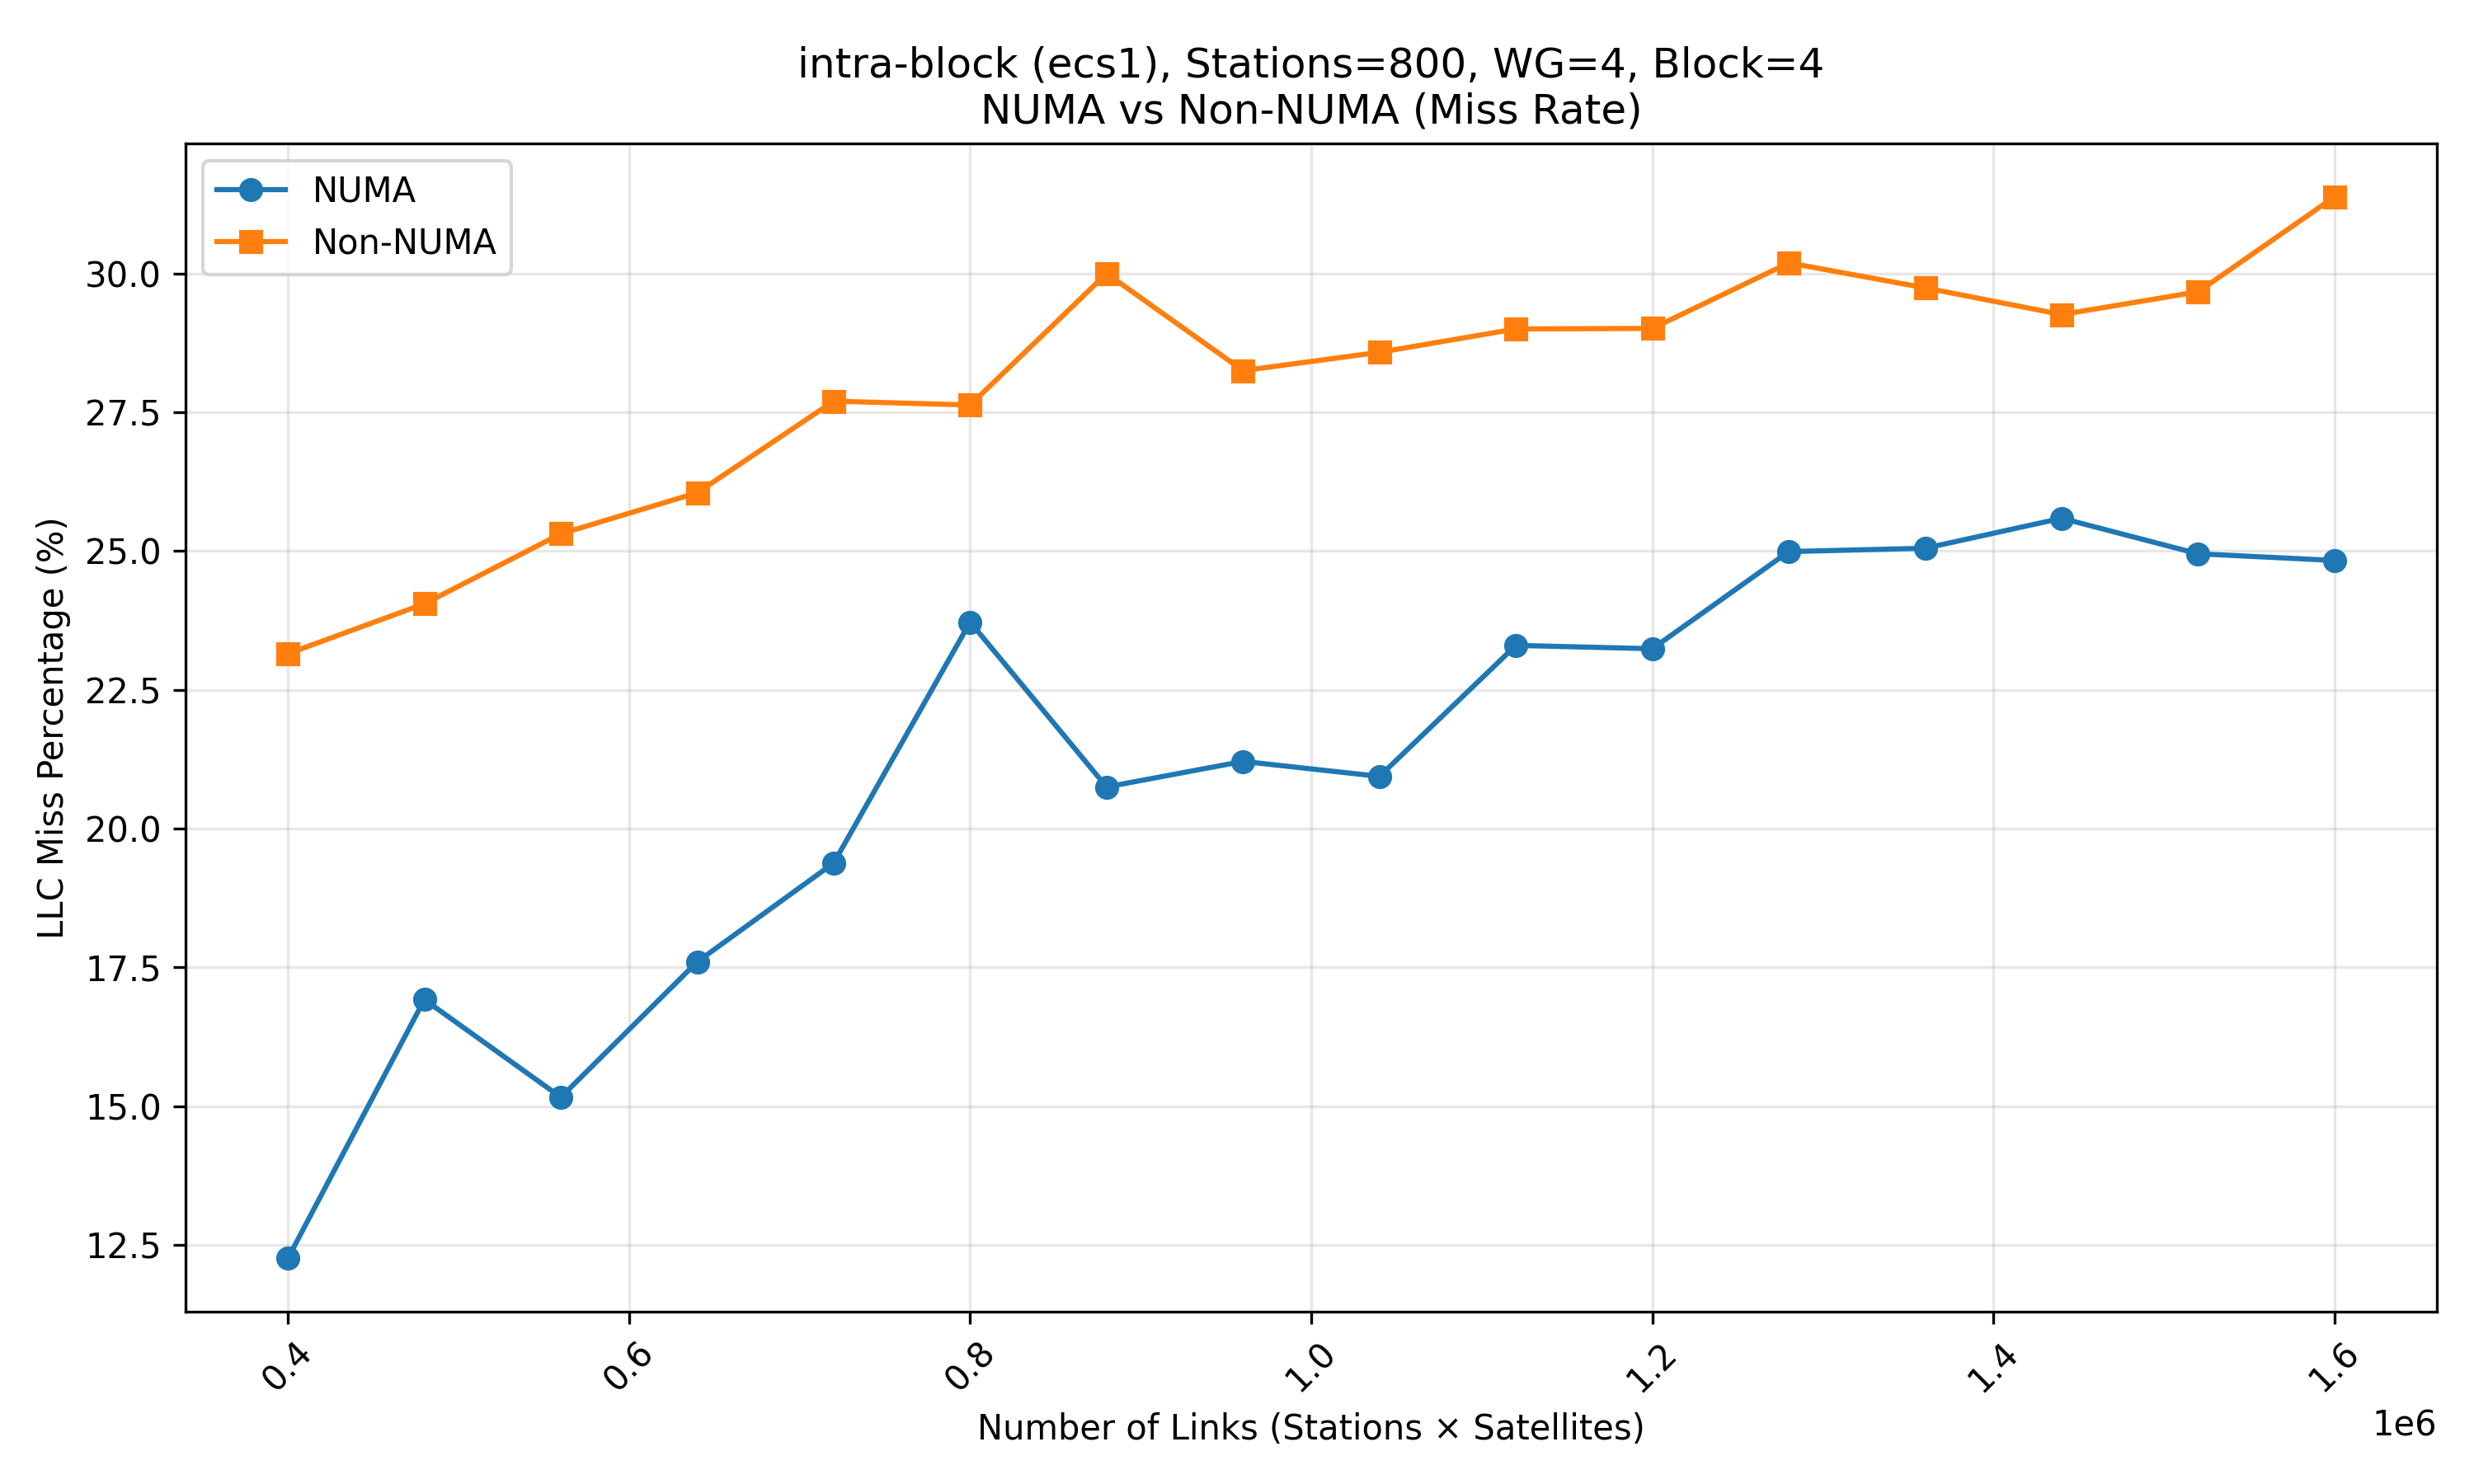 intra-block (ecs1), Stations=800, WG=4, Block=4
NUMA vs Non-NUMA (Miss Rate)
NUMA
Non-NUMA
LLC Miss Percentage (%)
30.0
27.5
25.0
22.5
20.0
17.5
15.0
12.5
0.4
0.6
0.8
1.0
1.2
1.4
1.6
1e6
Number of Links (Stations × Satellites)